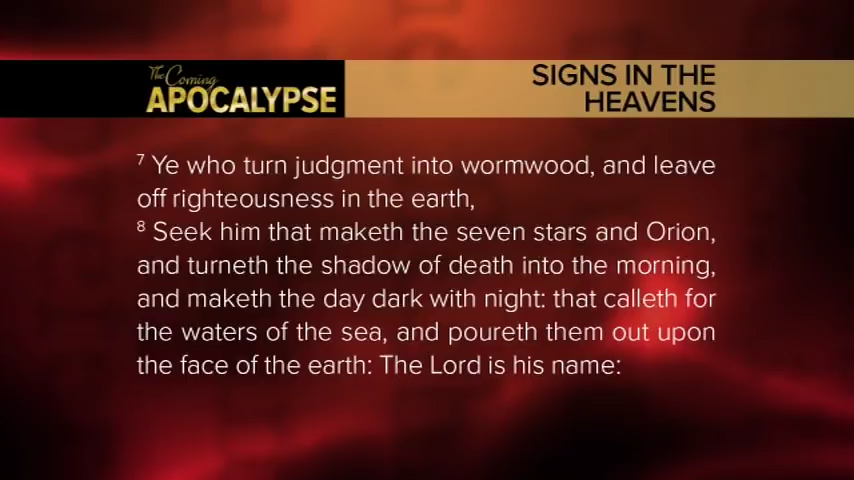 The Coming
APOCALYPSE
SIGNS IN THE
HEAVENS
7 Ye who turn judgment into wormwood, and leave
off righteousness in the earth,
8 Seek him that maketh the seven stars and Orion,
and turneth the shadow of death into the morning,
and maketh the day dark with night: that calleth for
the waters of the sea, and poureth them out upon
the face of the earth: The Lord is his name: